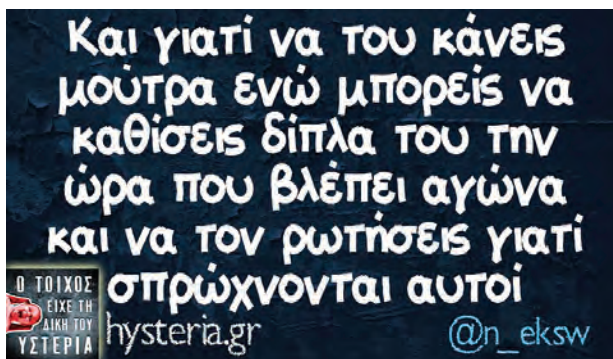 Και γιατί να του κάνεις
μούτρα ενώ μπορείς να
καθίσεις δίπλα του την
ώρα που βλέπει αγώνα
και να τον ρωτήσεις γιατί
σπρώχνονται αυτοί
Ο ΤΟΙΧΟΣ
ΕΙΧΕ ΤΗ
ΔΙΚΗ ΤΟΥ
ΥΣΤΕΡΙΑ
hysteria.gr
@n_eksw